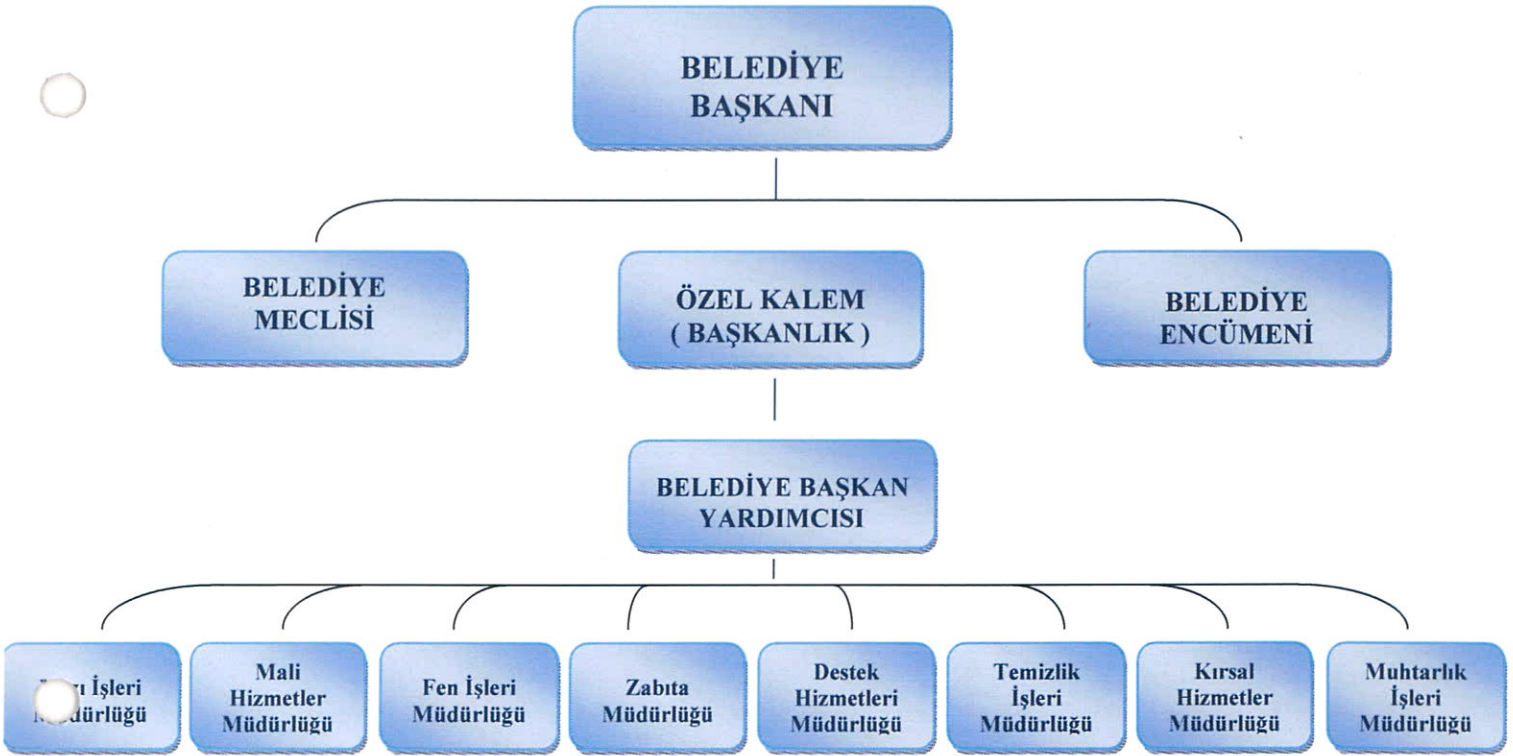 BELEDİYE
BAŞKANI
BELEDİYE
MECLİSİ
ÖZEL KALEM
( BAŞKANLIK )
BELEDİYE
ENCÜMENİ
BELEDİYE BAŞKAN
YARDIMCISI
İşleri
Mali
Hizmetler
Müdürlüğü
Fen İşleri
Müdürlüğü
Zabıta
Müdürlüğü
Destek
Hizmetleri
Müdürlüğü
Temizlik
İşleri
Müdürlüğü
Kırsal
Hizmetler
Müdürlüğü
Muhtarlık
İşleri
Müdürlüğü